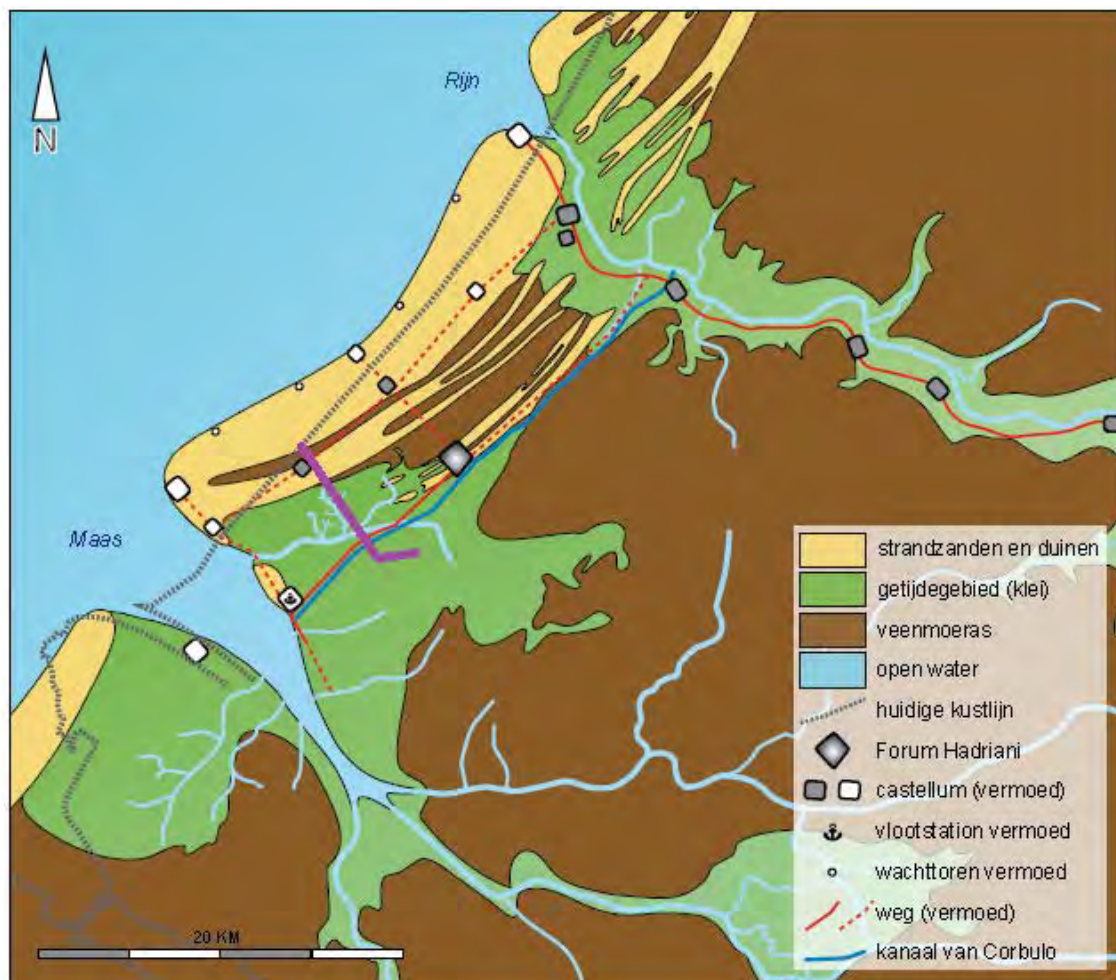 Rijn
N
Maas
strandzanden en duinen
getijdegebied (klei)
veenmoeras
open water
huidige kustlijn
Forum Hadriani
castellum (vermoed)
vlootstation vermoed
wachttoren vermoed
weg (vermoed)
kanaal van Corbulo
20 KM